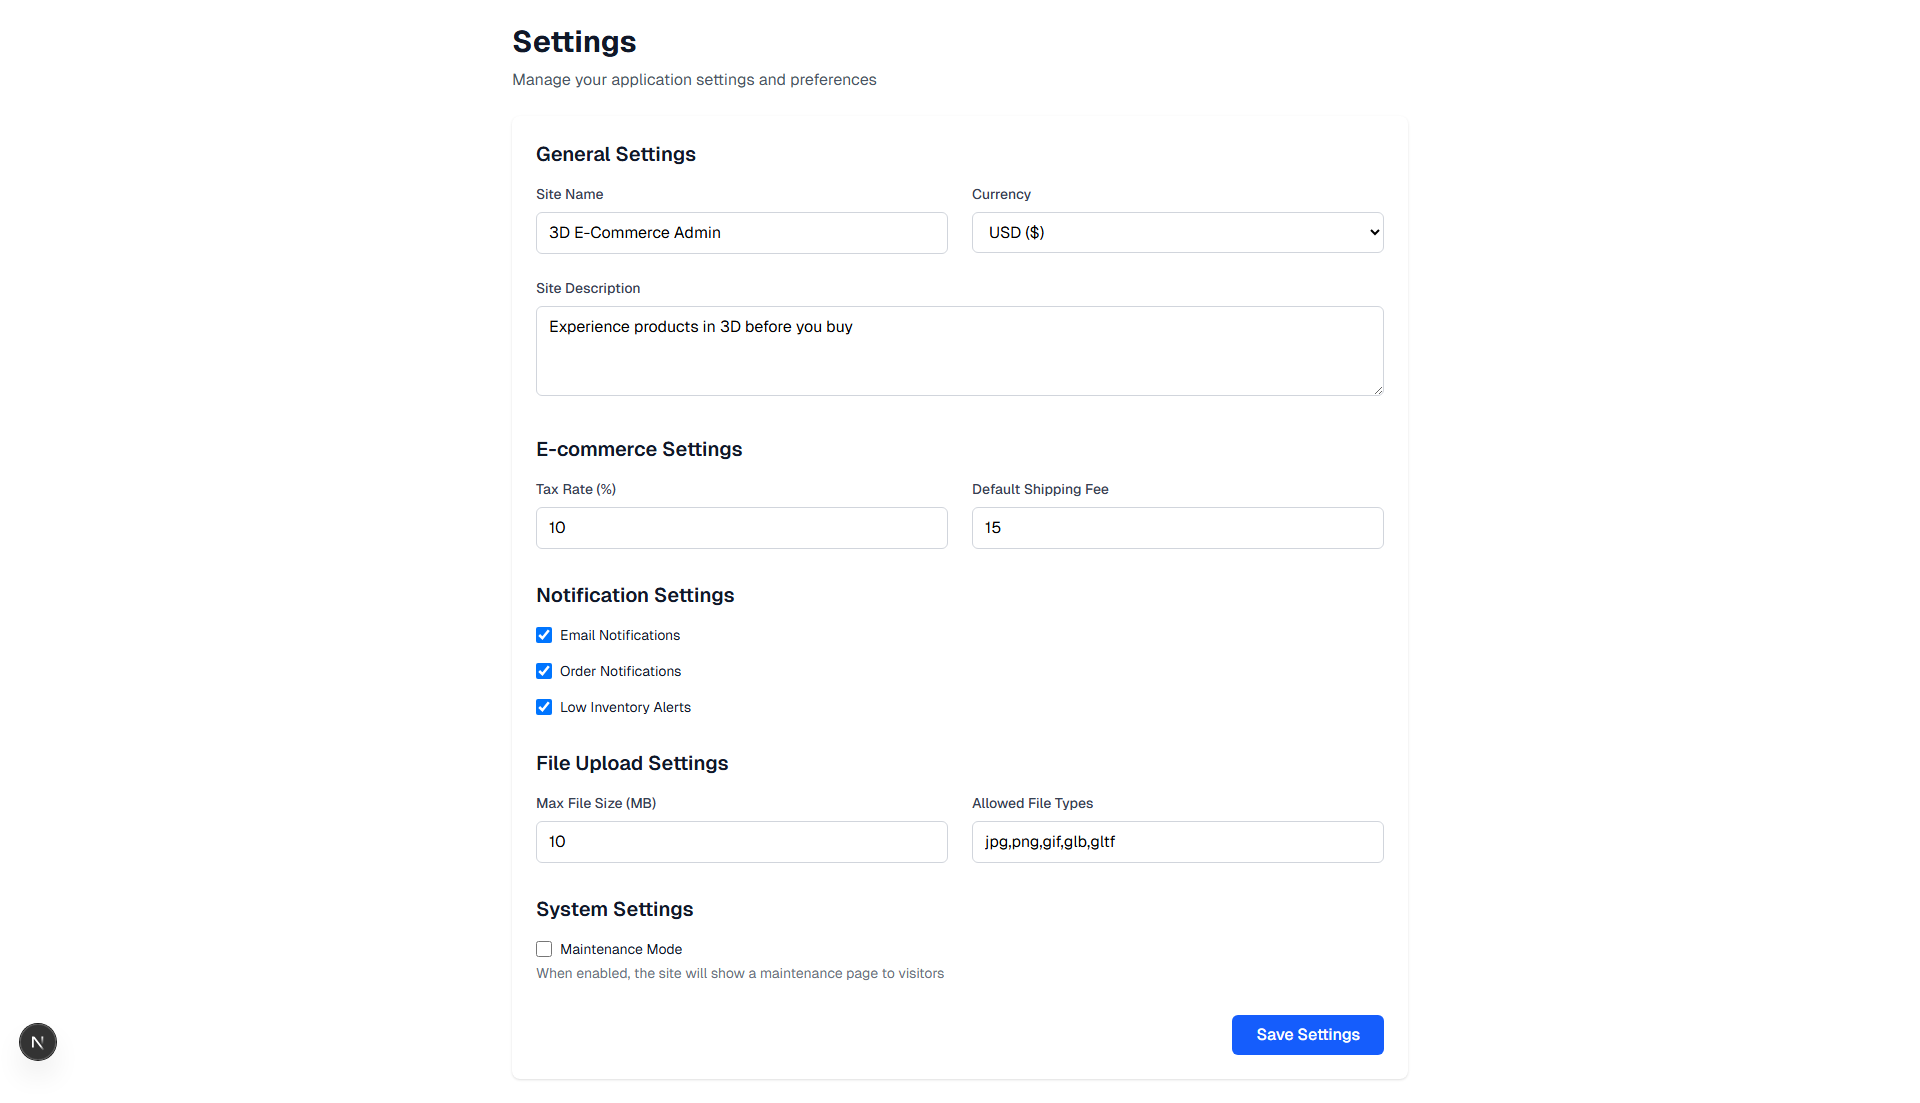 Settings
Manage your application settings and preferences
General Settings
Site Name
Currency
3D E-Commerce Admin
USD ($)
Site Description
Experience products in 3D before you buy
E-commerce Settings
Tax Rate (%)
Default Shipping Fee
10
15
Notification Settings
Email Notifications
Order Notifications
Low Inventory Alerts
File Upload Settings
Max File Size (MB)
Allowed File Types
10
jpg,png,gif,glb,gltf
System Settings
Maintenance Mode
When enabled, the site will show a maintenance page to visitors
N
Save Settings